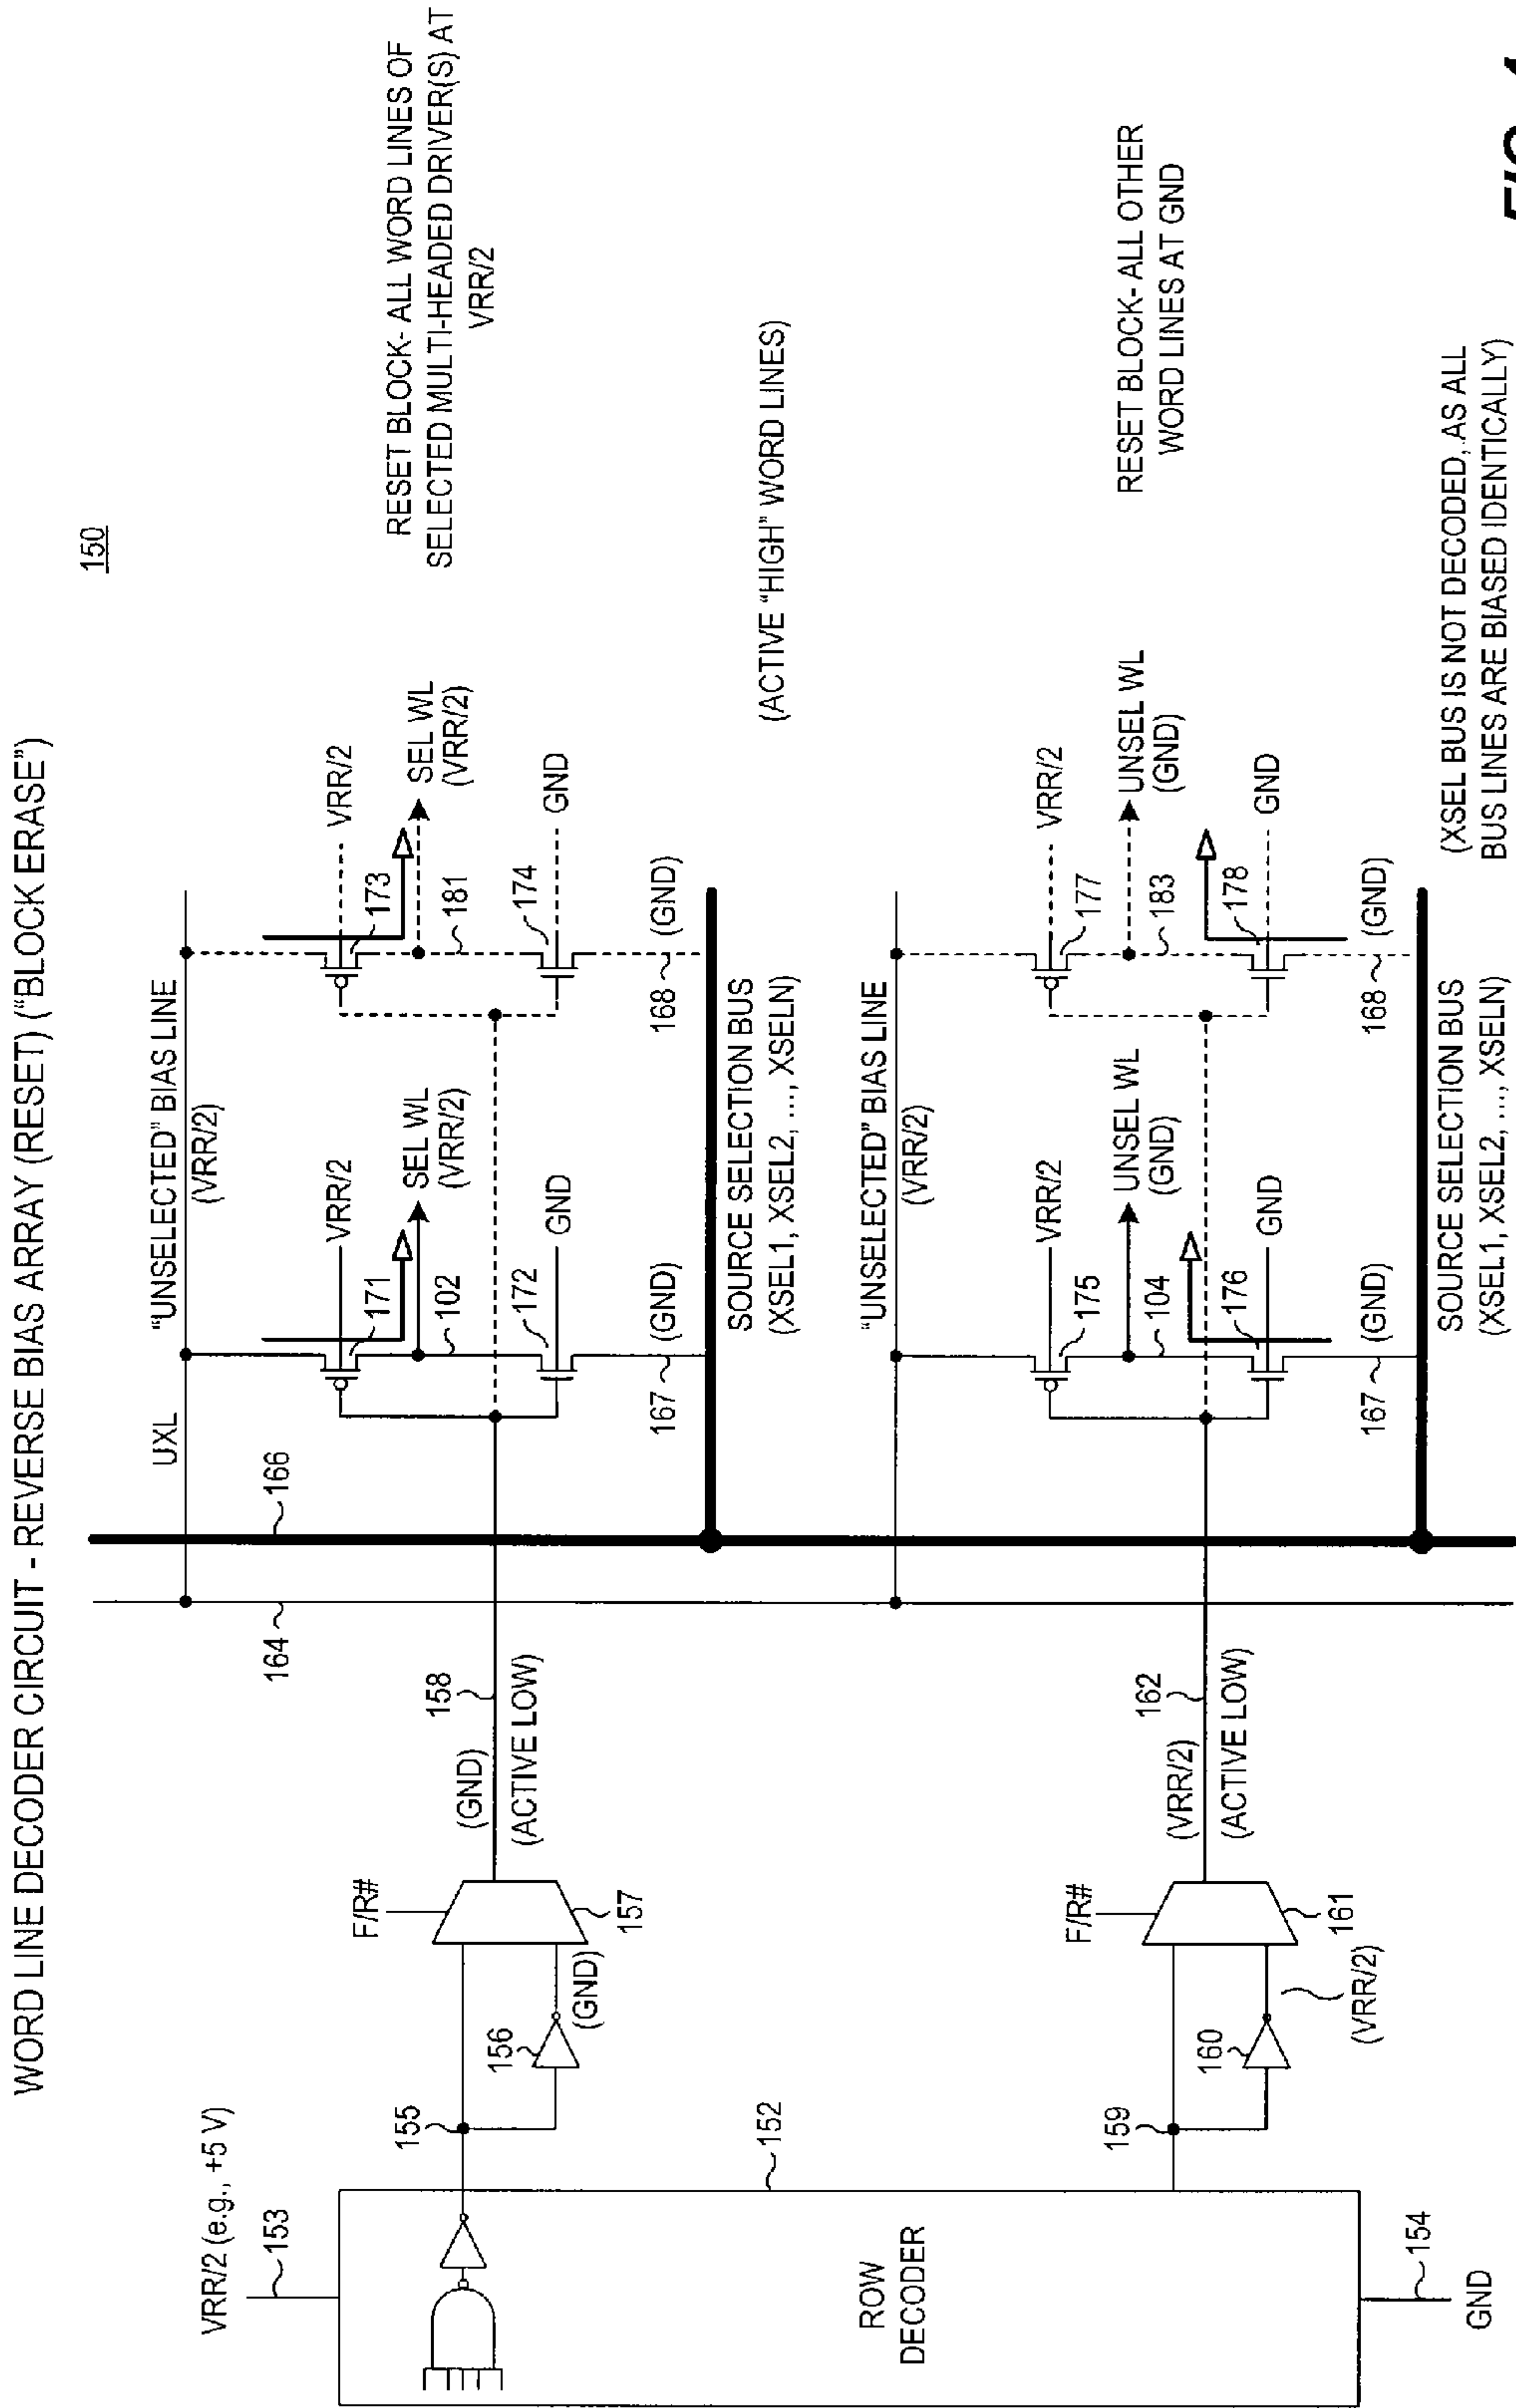 WORD LINE DECODER CIRCUIT - REVERSE BIAS ARRAY (RESET) ("BLOCK ERASE")
150
VRR/2 (e.g., +5 V)
153
ROW
DECODER
152
154
GND
155
156
(GND)
F/R#
157
(GND)
158
(ACTIVE LOW)
159
160
(VRR/2)
F/R#
161
(VRR/2)
162
(ACTIVE LOW)
164
166
UXL
"UNSELECTED" BIAS LINE
(VRR/2)
VRR/2
171
SEL WL
(VRR/2)
102
172
GND
167
(GND)
VRR/2
173
SEL WL
(VRR/2)
181
174
GND
168
(GND)
SOURCE SELECTION BUS
(XSEL1, XSEL2, ..., XSELN)
"UNSELECTED" BIAS LINE
(VRR/2)
VRR/2
175
UNSEL WL
(GND)
104
176
GND
167
(GND)
VRR/2
177
UNSEL WL
(GND)
183
178
GND
168
(GND)
SOURCE SELECTION BUS
(XSEL1, XSEL2, ..., XSELN)
RESET BLOCK- ALL WORD LINES OF
SELECTED MULTI-HEADED DRIVER(S) AT
VRR/2
(ACTIVE "HIGH" WORD LINES)
RESET BLOCK- ALL OTHER
WORD LINES AT GND
(XSEL BUS IS NOT DECODED, AS ALL
BUS LINES ARE BIASED IDENTICALLY)